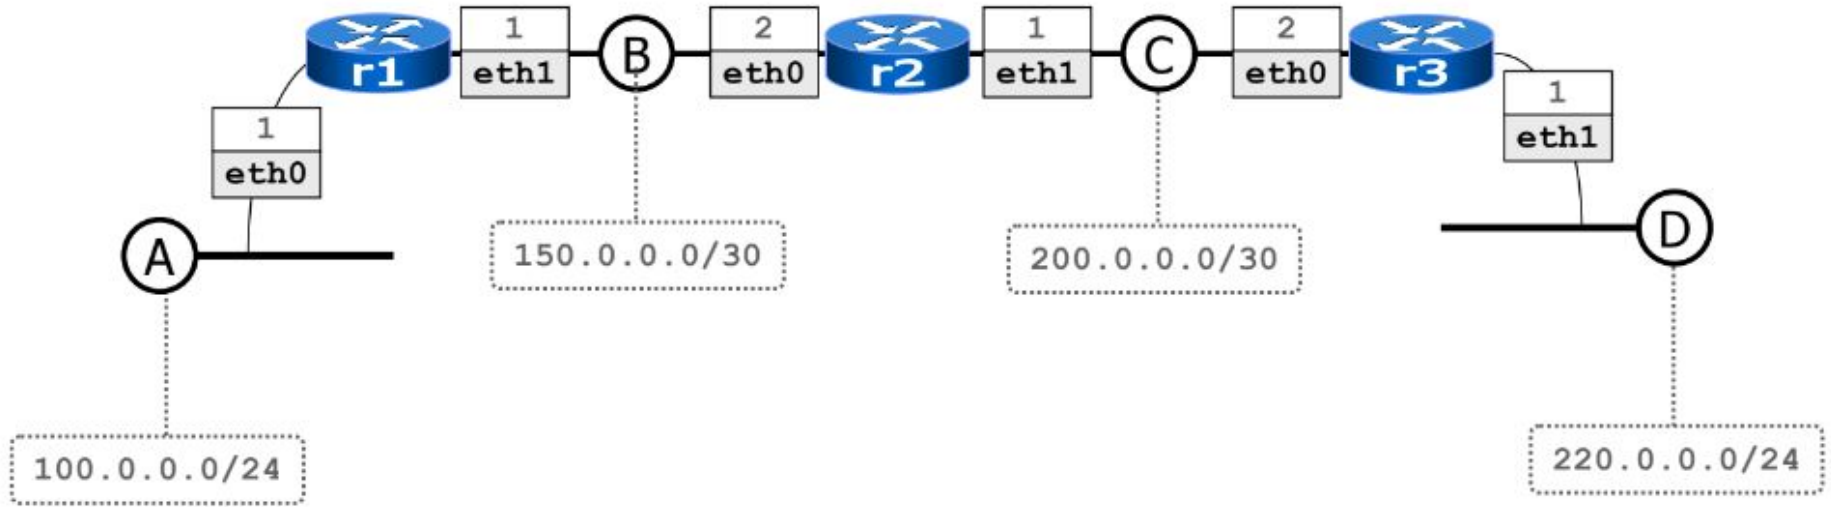 1
eth1
B
2
eth0
1
eth1
C
2
eth0
r1
r2
r3
1
eth0
1
eth1
A
D
150.0.0.0/30
200.0.0.0/30
100.0.0.0/24
220.0.0.0/24